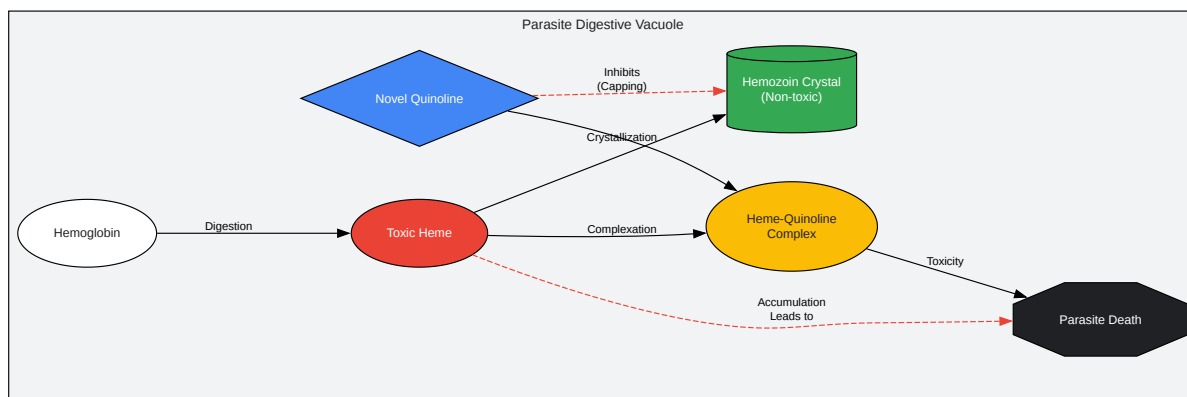 Parasite Digestive Vacuole
Novel Quinoline
Inhibits
(Capping)
Hemozoin Crystal
(Non-toxic)
Crystallization
Hemoglobin
Digestion
Toxic Heme
Complexation
Heme-Quinoline
Complex
Toxicity
Accumulation
Leads to
Parasite Death